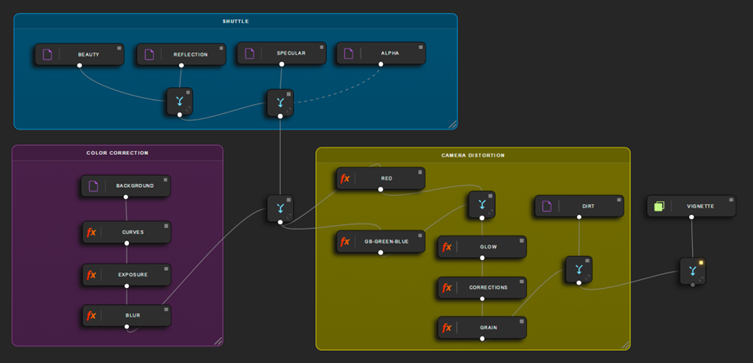 SHUTTLE
BEAUTY
REFLECTION
SPECULAR
ALPHA
COLOR CORRECTION
BACKGROUND
fx CURVES
fx EXPOSURE
fx BLUR
CAMERA DISTORTION
fx RED
fx GB-GREEN-BLUE
fx GLOW
fx CORRECTIONS
fx GRAIN
DIRT
VIGNETTE